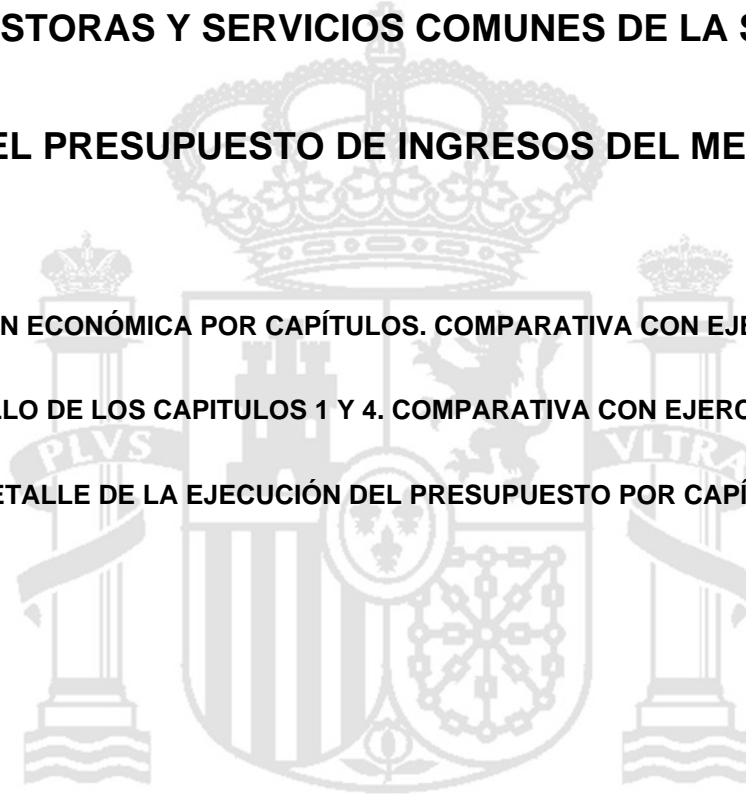 STORAS Y SERVICIOS COMUNES DE LA S
EL PRESUPUESTO DE INGRESOS DEL ME
N ECONÓMICA POR CAPÍTULOS. COMPARATIVA CON EJE
LLO DE LOS CAPITULOS 1 Y 4. COMPARATIVA CON EJERC
PLVS
VLTRA
ETALLE DE LA EJECUCIÓN DEL PRESUPUESTO POR CAPÍ